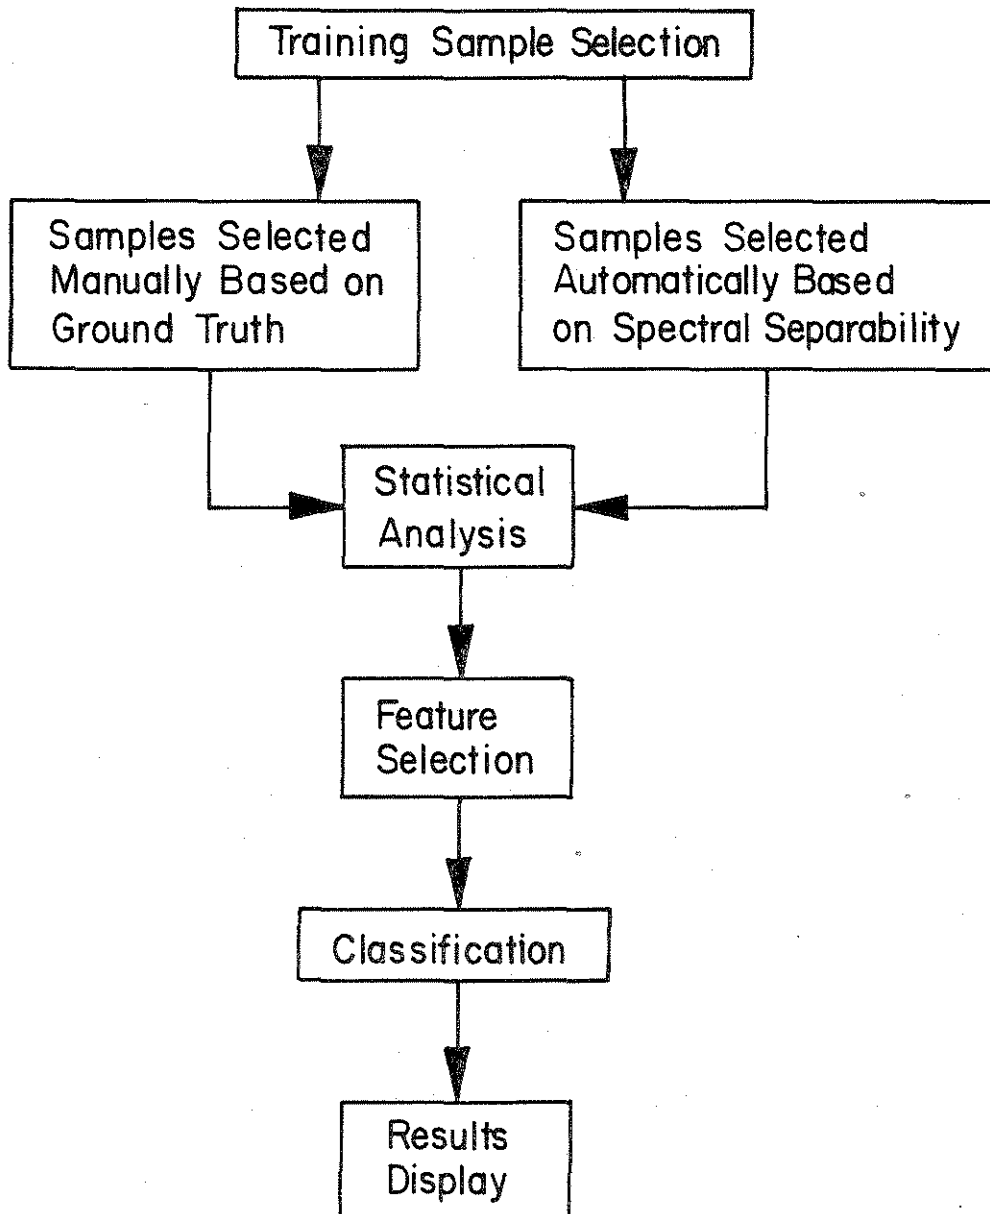 Training Sample Selection
Samples Selected
Manually Based on
Ground Truth
Samples Selected
Automatically Based
on Spectral Separability
Statistical
Analysis
Feature
Selection
Classification
Results
Display